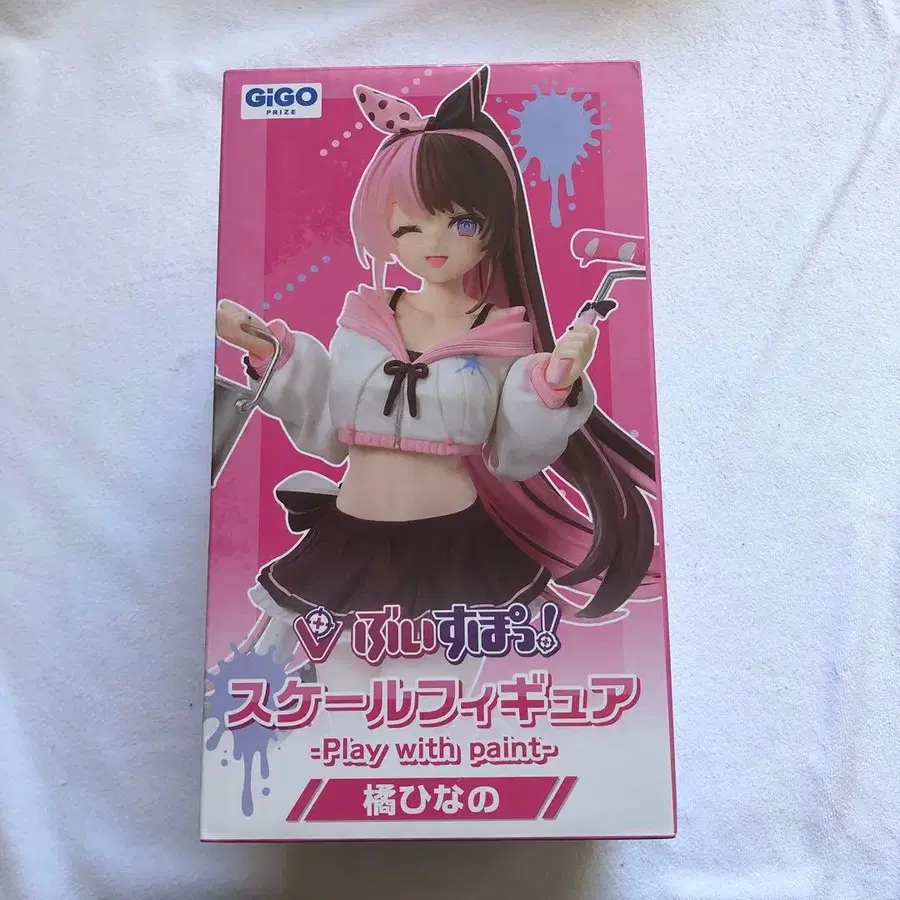 GiGO
PRIZE
ぶいすぽっ!
スケールフィギュア
-Play with paint-
橘ひなの